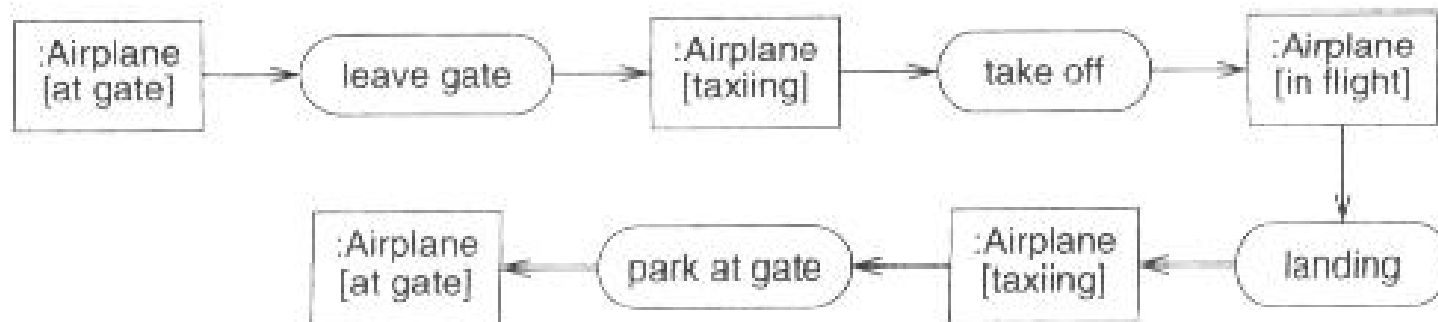 :Airplane
[at gate]
leave gate
:Airplane
[taxiing]
take off
:Airplane
[in flight]
landing
:Airplane
[taxiing]
park at gate
:Airplane
[at gate]